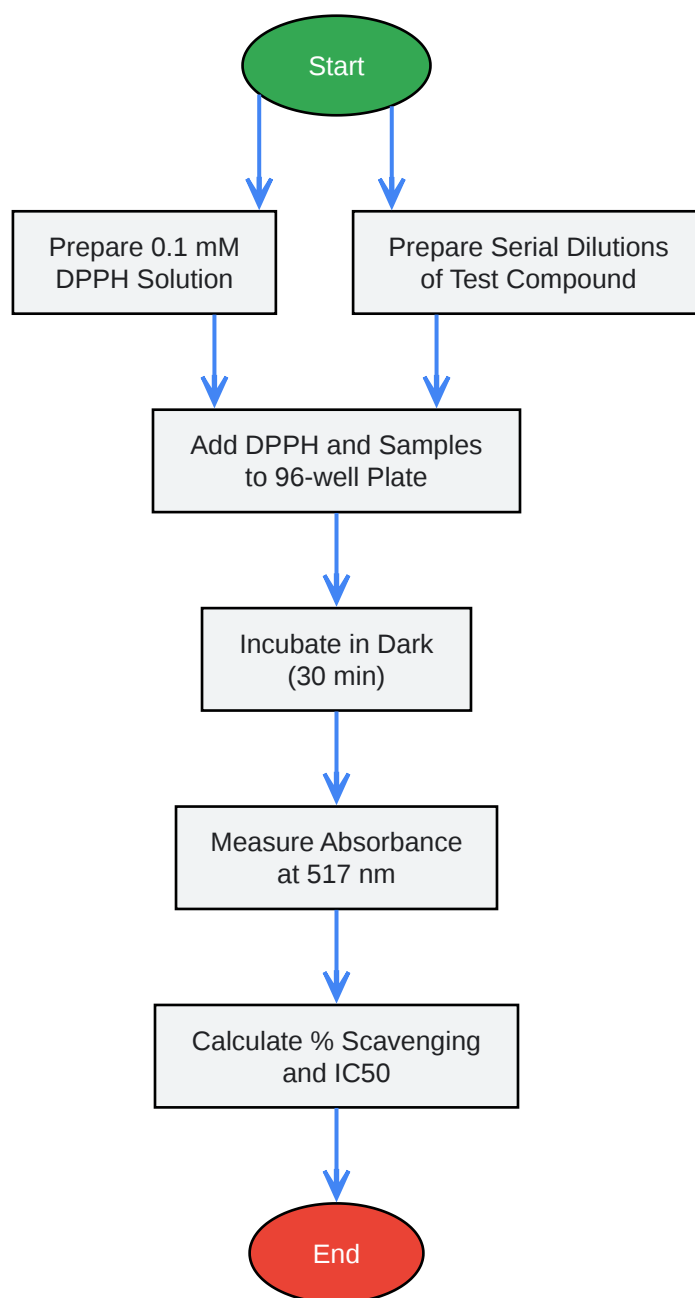 Start
Prepare 0.1 mM
DPPH Solution
Prepare Serial Dilutions
of Test Compound
Add DPPH and Samples
to 96-well Plate
Incubate in Dark
(30 min)
Measure Absorbance
at 517 nm
Calculate % Scavenging
and IC50
End